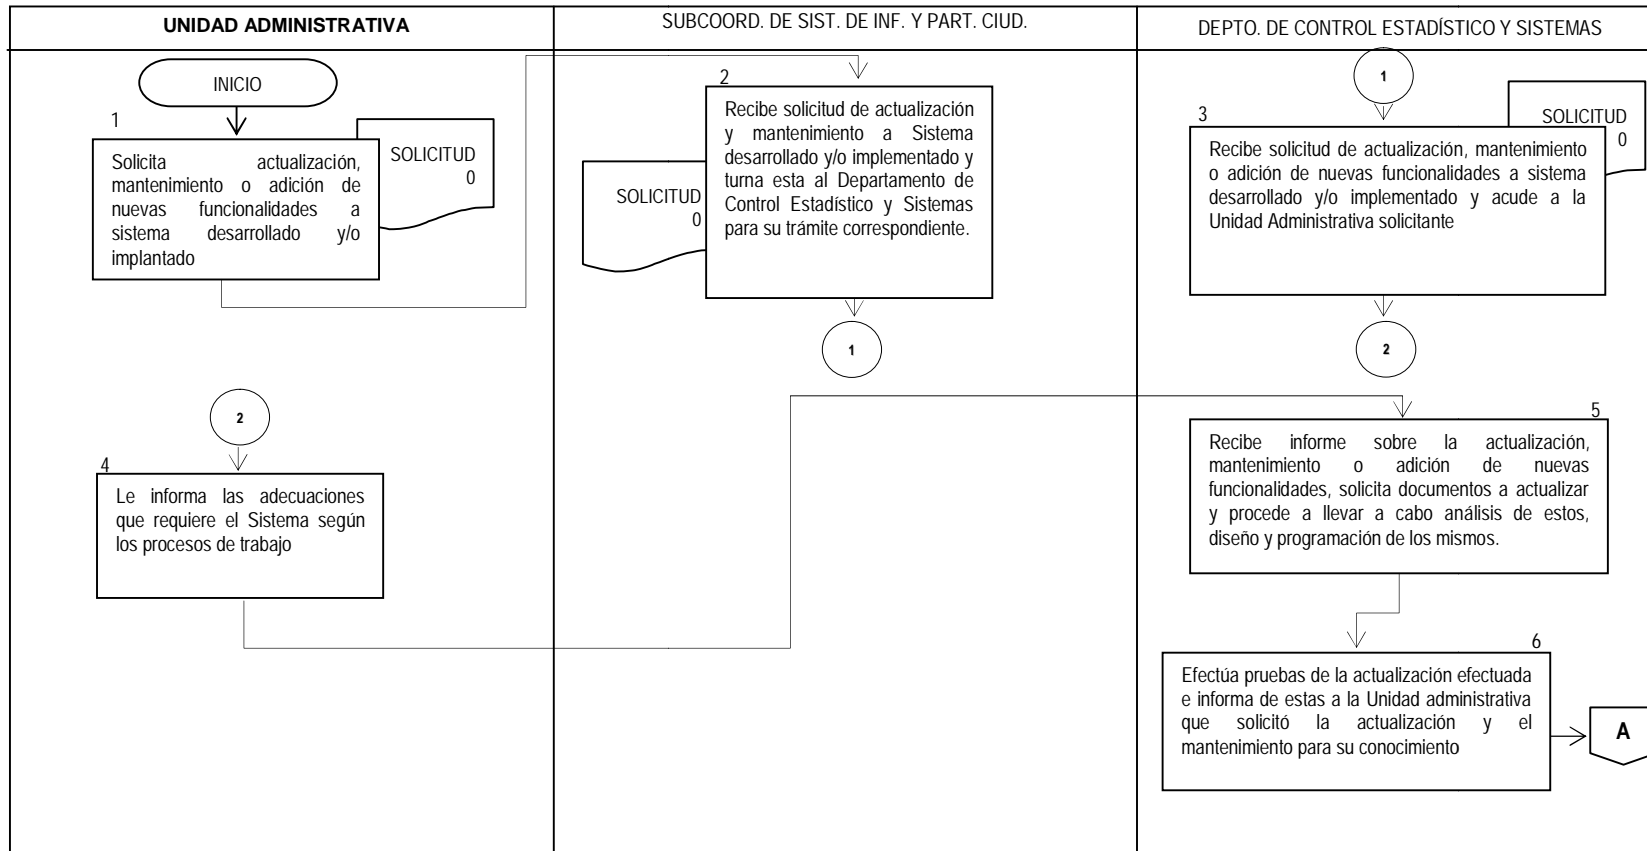 UNIDAD ADMINISTRATIVA
SUBCOORD. DE SIST. DE INF. Y PART. CIUD.
DEPTO. DE CONTROL ESTADÍSTICO Y SISTEMAS
INICIO
1
Solicita actualización,
mantenimiento o adición de
nuevas funcionalidades a
sistema desarrollado y/o
implantado
SOLICITUD
0
2
Recibe solicitud de actualización
y mantenimiento a Sistema
desarrollado y/o implementado y
turna esta al Departamento de
Control Estadístico y Sistemas
para su trámite correspondiente.
SOLICITUD
0
1
1
3
SOLICITUD
0
Recibe solicitud de actualización, mantenimiento
o adición de nuevas funcionalidades a sistema
desarrollado y/o implementado y acude a la
Unidad Administrativa solicitante
2
2
4
Le informa las adecuaciones
que requiere el Sistema según
los procesos de trabajo
5
Recibe informe sobre la actualización,
mantenimiento o adición de nuevas
funcionalidades, solicita documentos a actualizar
y procede a llevar a cabo análisis de estos,
diseño y programación de los mismos.
6
Efectúa pruebas de la actualización efectuada
e informa de estas a la Unidad administrativa
que solicitó la actualización y el
mantenimiento para su conocimiento
A